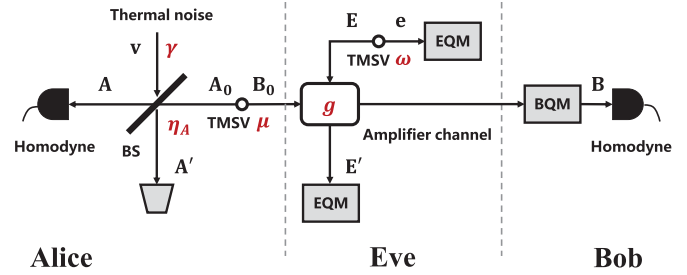 Thermal noise
v γ
E e
EQM
TMSV ω
A
A₀ B₀
g
BQM
B
Homodyne
BS
η_A
TMSV μ
Amplifier channel
Homodyne
A′
E′
EQM
Alice
Eve
Bob